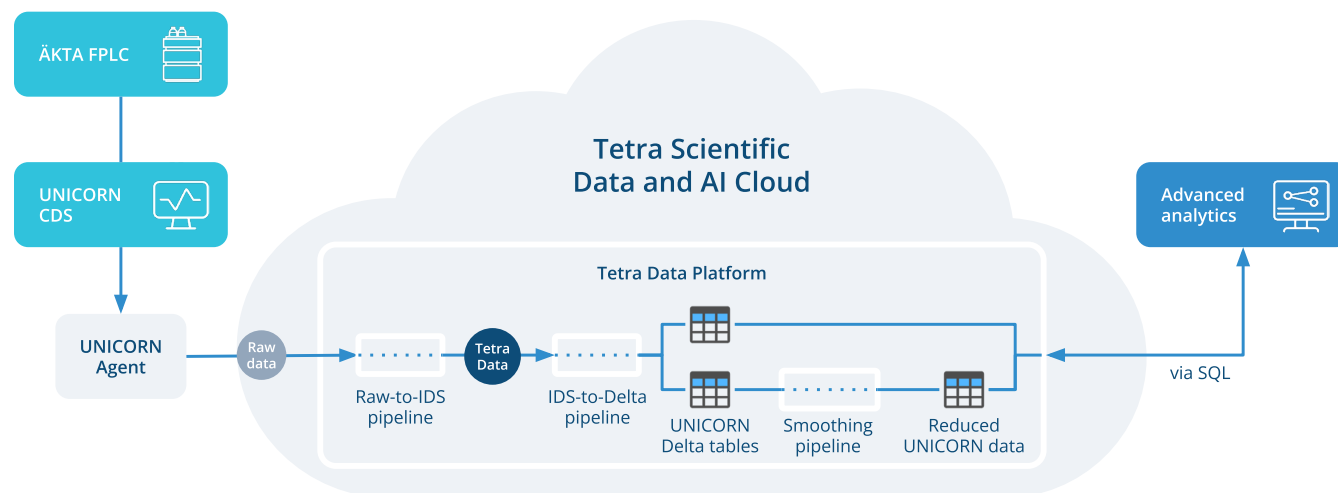 ÄKTA FPLC
UNICORN
CDS
UNICORN
Agent
Raw
data
Tetra Scientific
Data and AI Cloud
Tetra Data Platform
Raw-to-IDS
pipeline
Tetra
Data
IDS-to-Delta
pipeline
UNICORN
Delta tables
Smoothing
pipeline
Reduced
UNICORN data
Advanced
analytics
via SQL